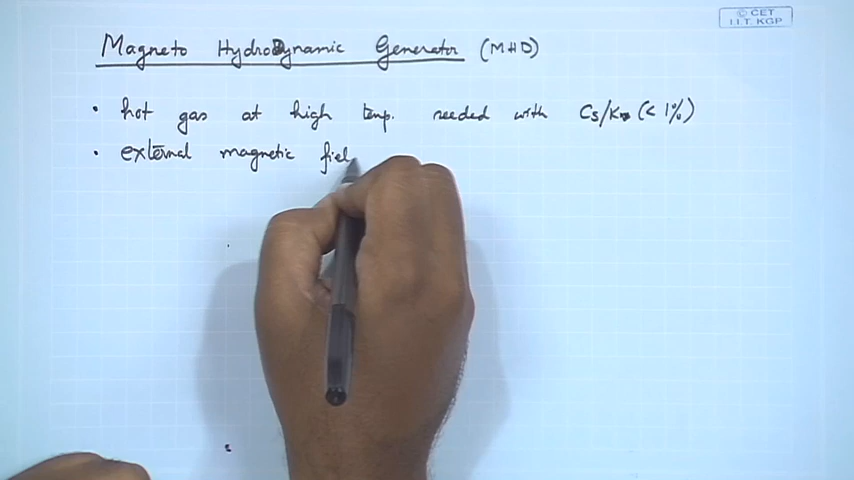 © CET
I.I.T. KGP
Magneto HydroDynamic Generator (MHD)
• hot gas at high temp. needed with Cs/K (< 1%)
• external magnetic fiel